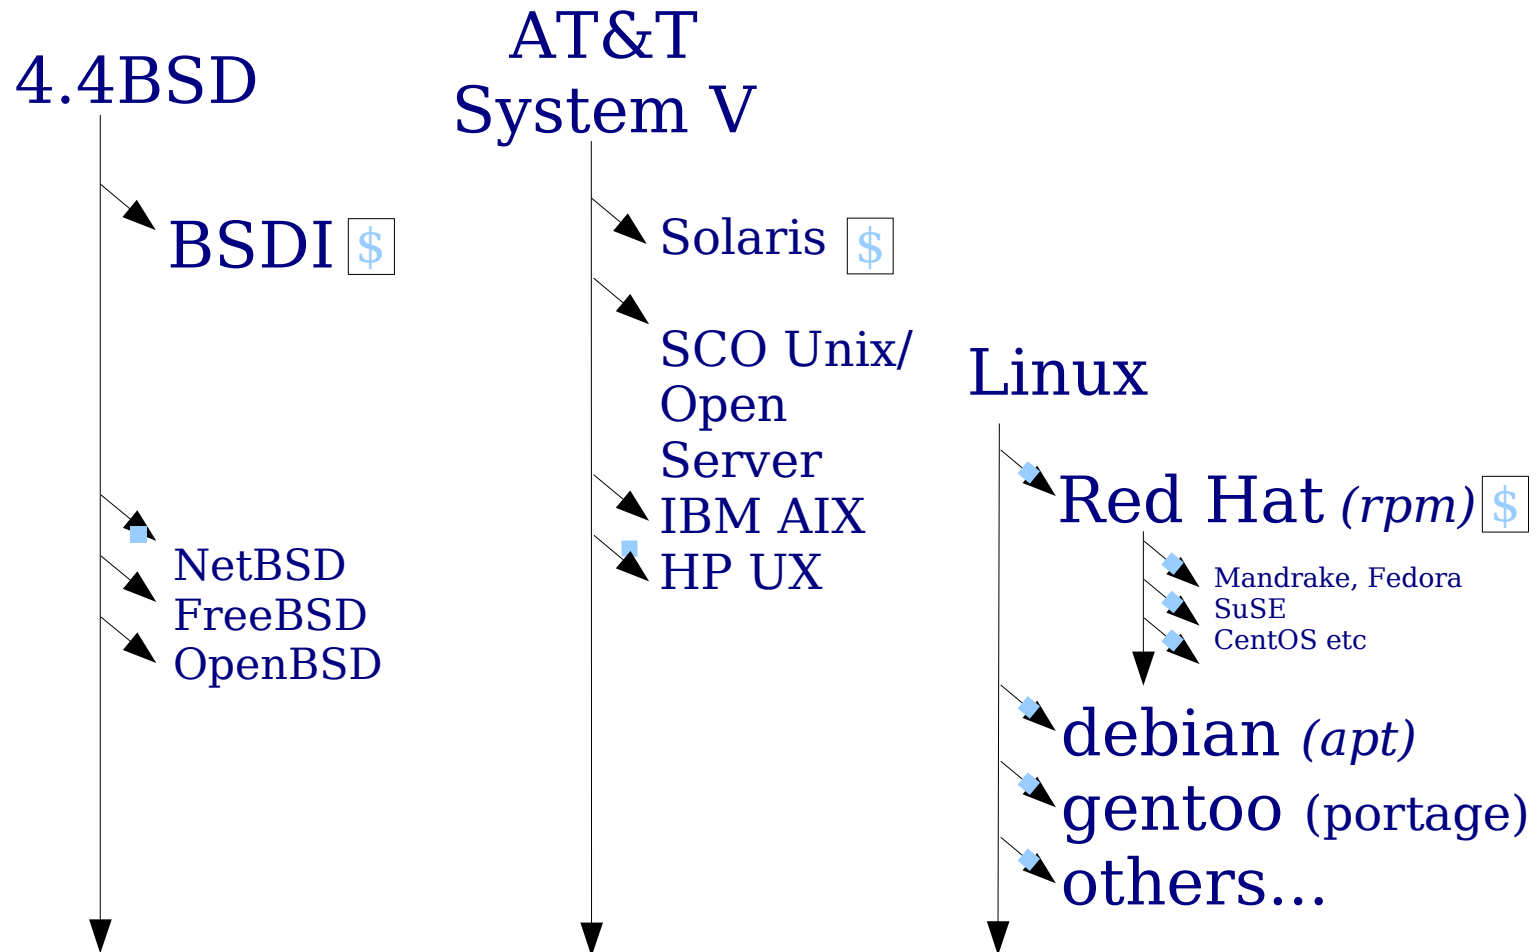 4.4BSD
BSDI $
NetBSD
FreeBSD
OpenBSD
AT&T
System V
Solaris $
SCO Unix/
Open
Server
IBM AIX
HP UX
Linux
Red Hat (rpm) $
Mandrake, Fedora
SuSE
CentOS etc
debian (apt)
gentoo (portage)
others...